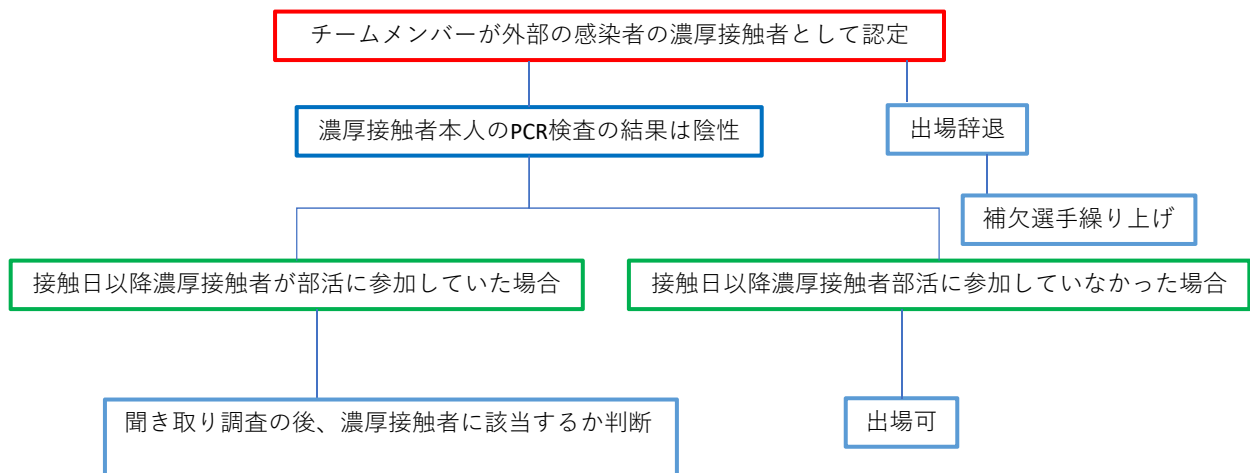 チームメンバーが外部の感染者の濃厚接触者として認定
濃厚接触者本人のPCR検査の結果は陰性
出場辞退
補欠選手繰り上げ
接触日以降濃厚接触者が部活に参加していた場合
接触日以降濃厚接触者部活に参加していなかった場合
聞き取り調査の後、濃厚接触者に該当するか判断
出場可